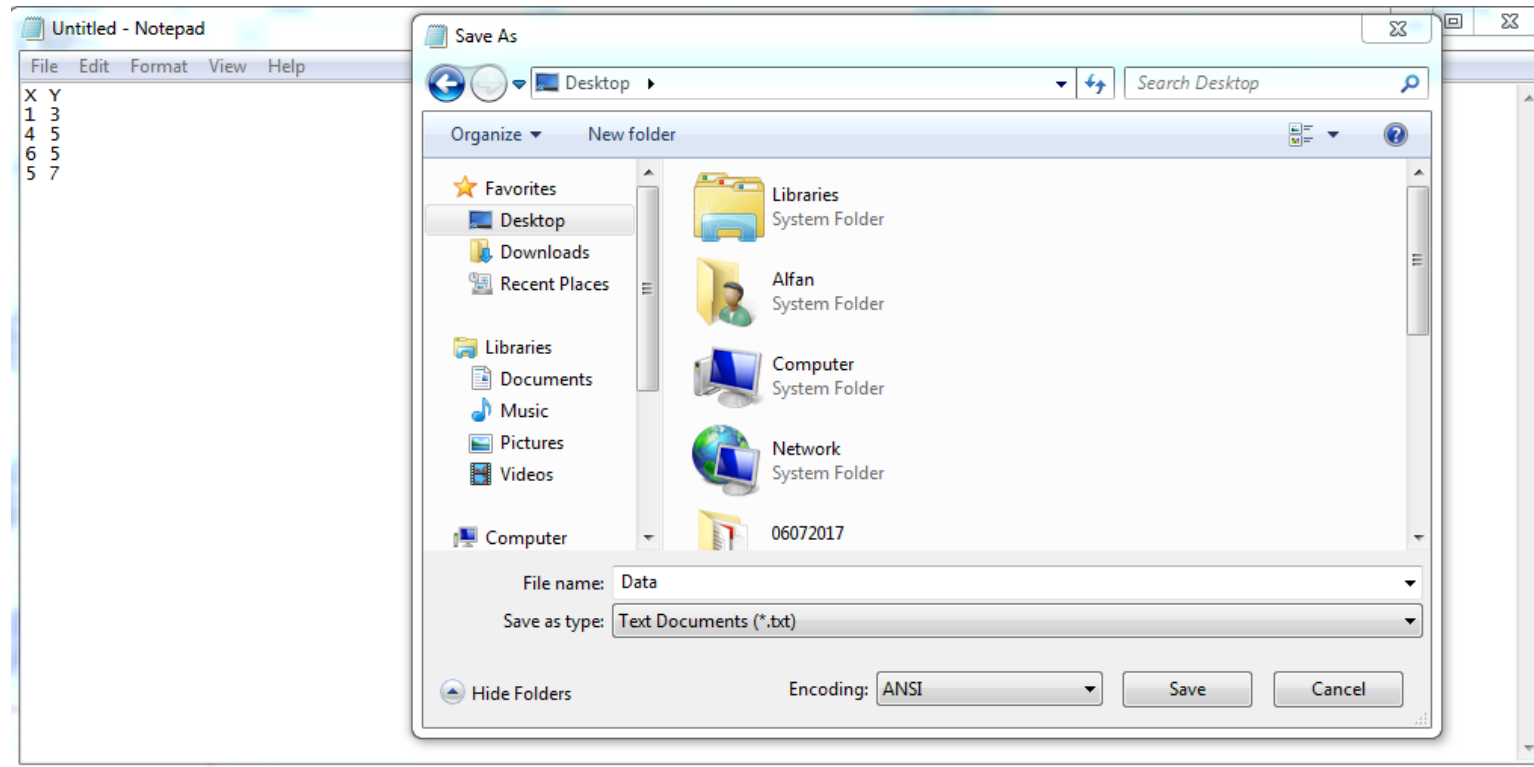 Untitled - Notepad
File Edit Format View Help
X Y
1 3
4 5
6 5
5 7
Save As
Desktop
Search Desktop
Organize
New folder
Favorites
Desktop
Downloads
Recent Places
Libraries
Documents
Music
Pictures
Videos
Computer
Libraries
System Folder
Alfan
System Folder
Computer
System Folder
Network
System Folder
06072017
File name: Data
Save as type: Text Documents (*.txt)
Hide Folders
Encoding: ANSI
Save
Cancel